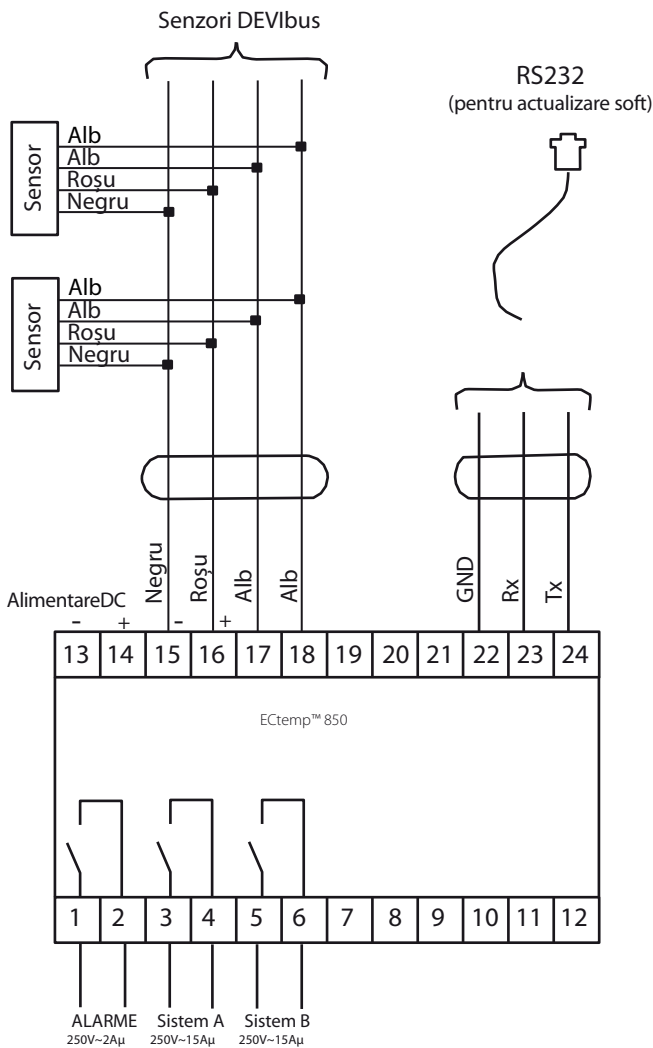 Senzori DEVIbus
RS232
(pentru actualizare soft)
Sensor
Alb
Alb
Roșu
Negru
Sensor
Alb
Alb
Roșu
Negru
Negru
Roșu
Alb
Alb
GND
Rx
Tx
AlimentareDC
- + - +
13 14 15 16 17 18 19 20 21 22 23 24
ECtemp™ 850
1 2 3 4 5 6 7 8 9 10 11 12
ALARME Sistem A Sistem B
250V~2Aµ 250V~15Aµ 250V~15Aµ